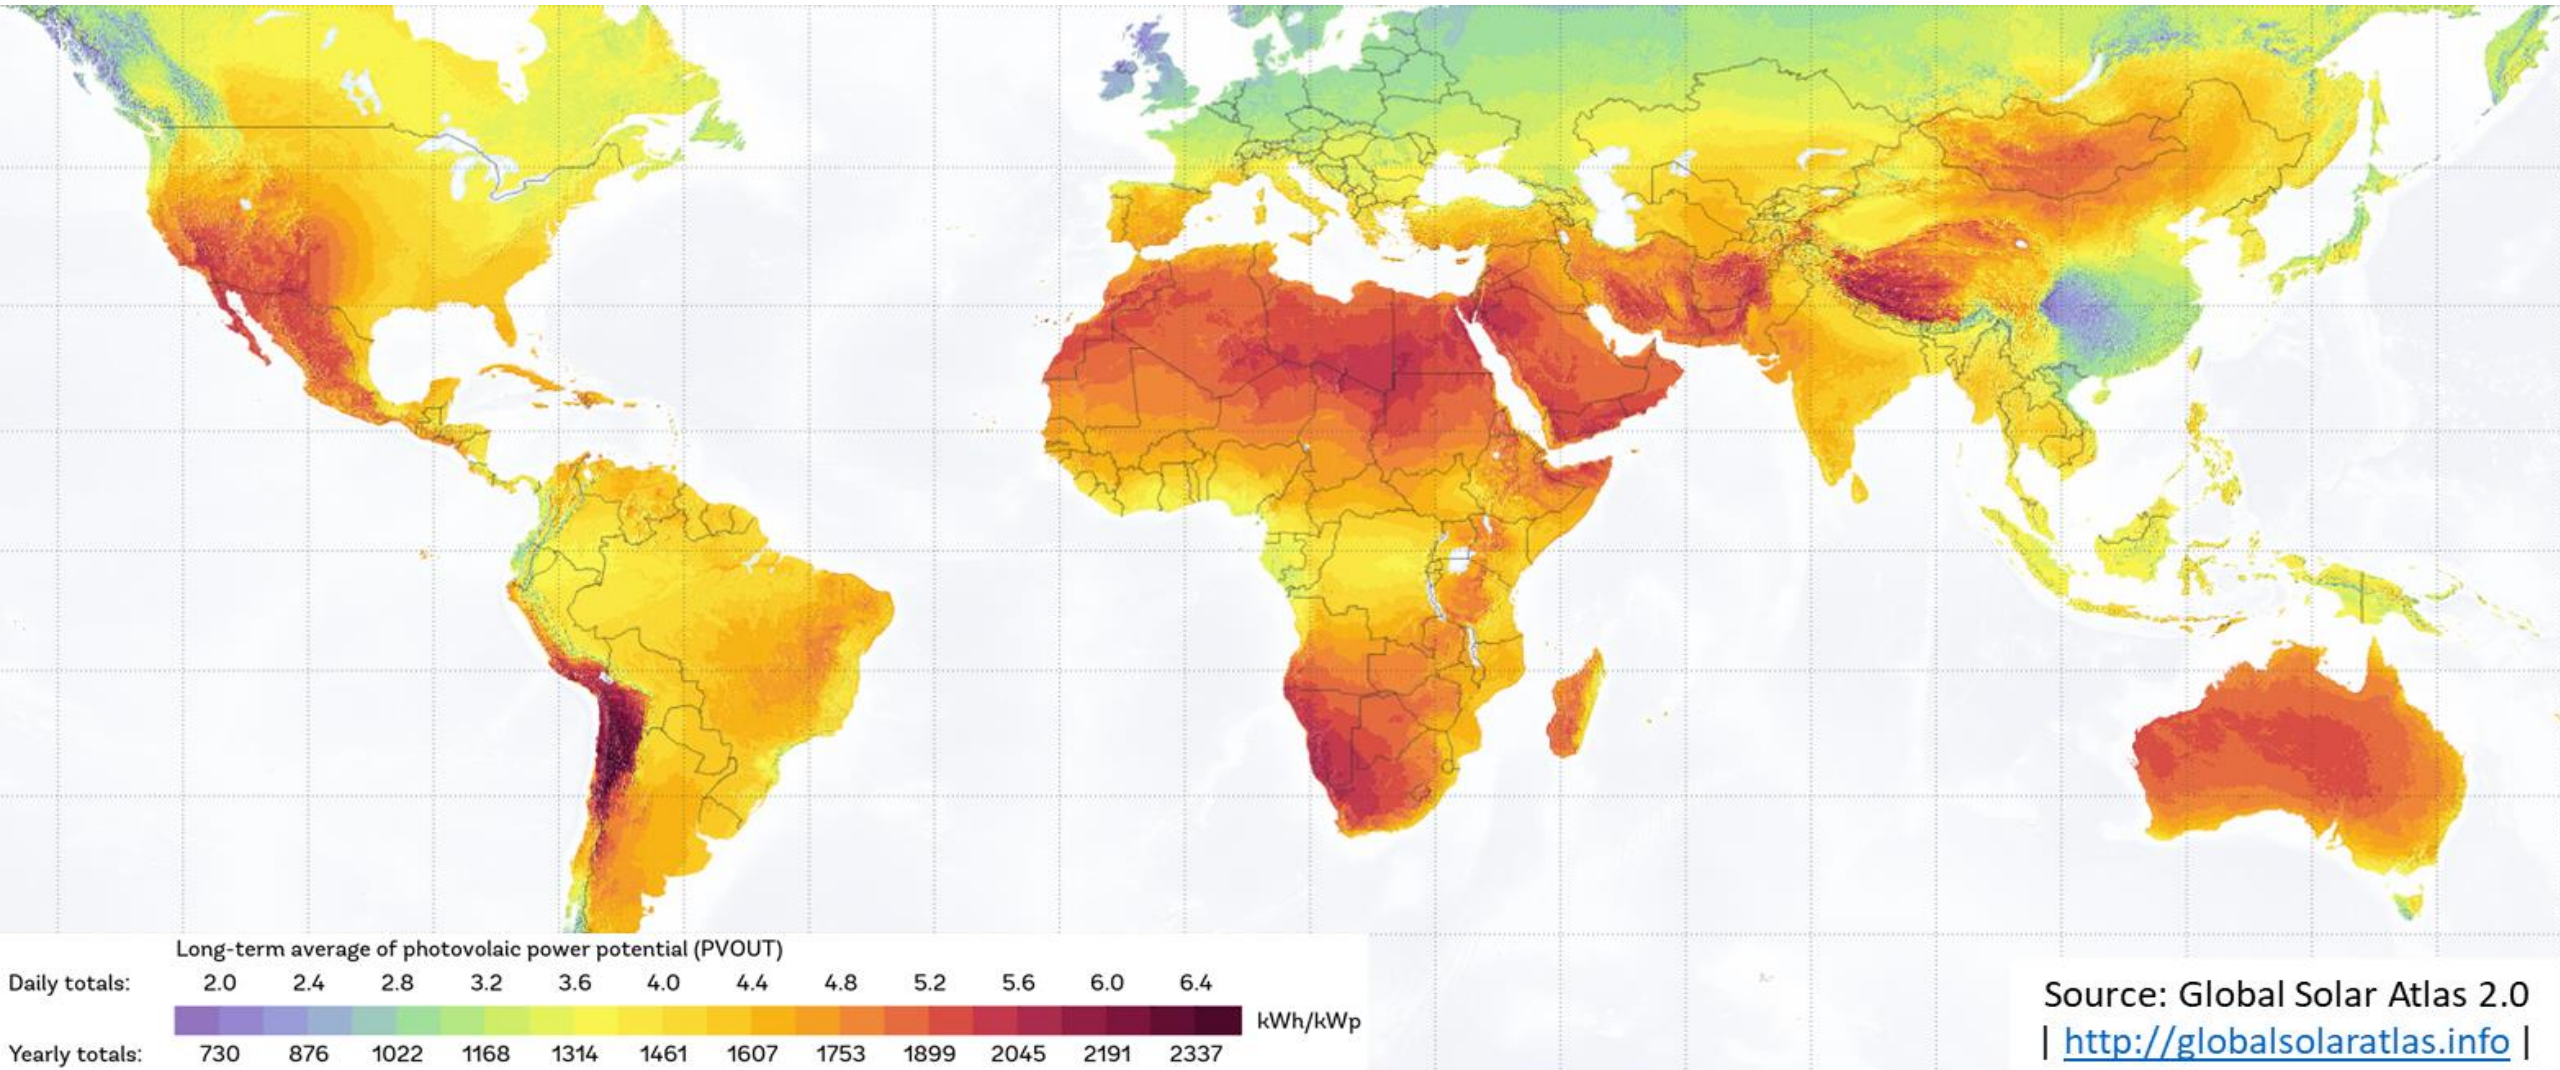 Long-term average of photovolaic power potential (PVOUT)
Daily totals: 2.0 2.4 2.8 3.2 3.6 4.0 4.4 4.8 5.2 5.6 6.0 6.4
kWh/kWp
Yearly totals: 730 876 1022 1168 1314 1461 1607 1753 1899 2045 2191 2337
Source: Global Solar Atlas 2.0
| http://globalsolaratlas.info |